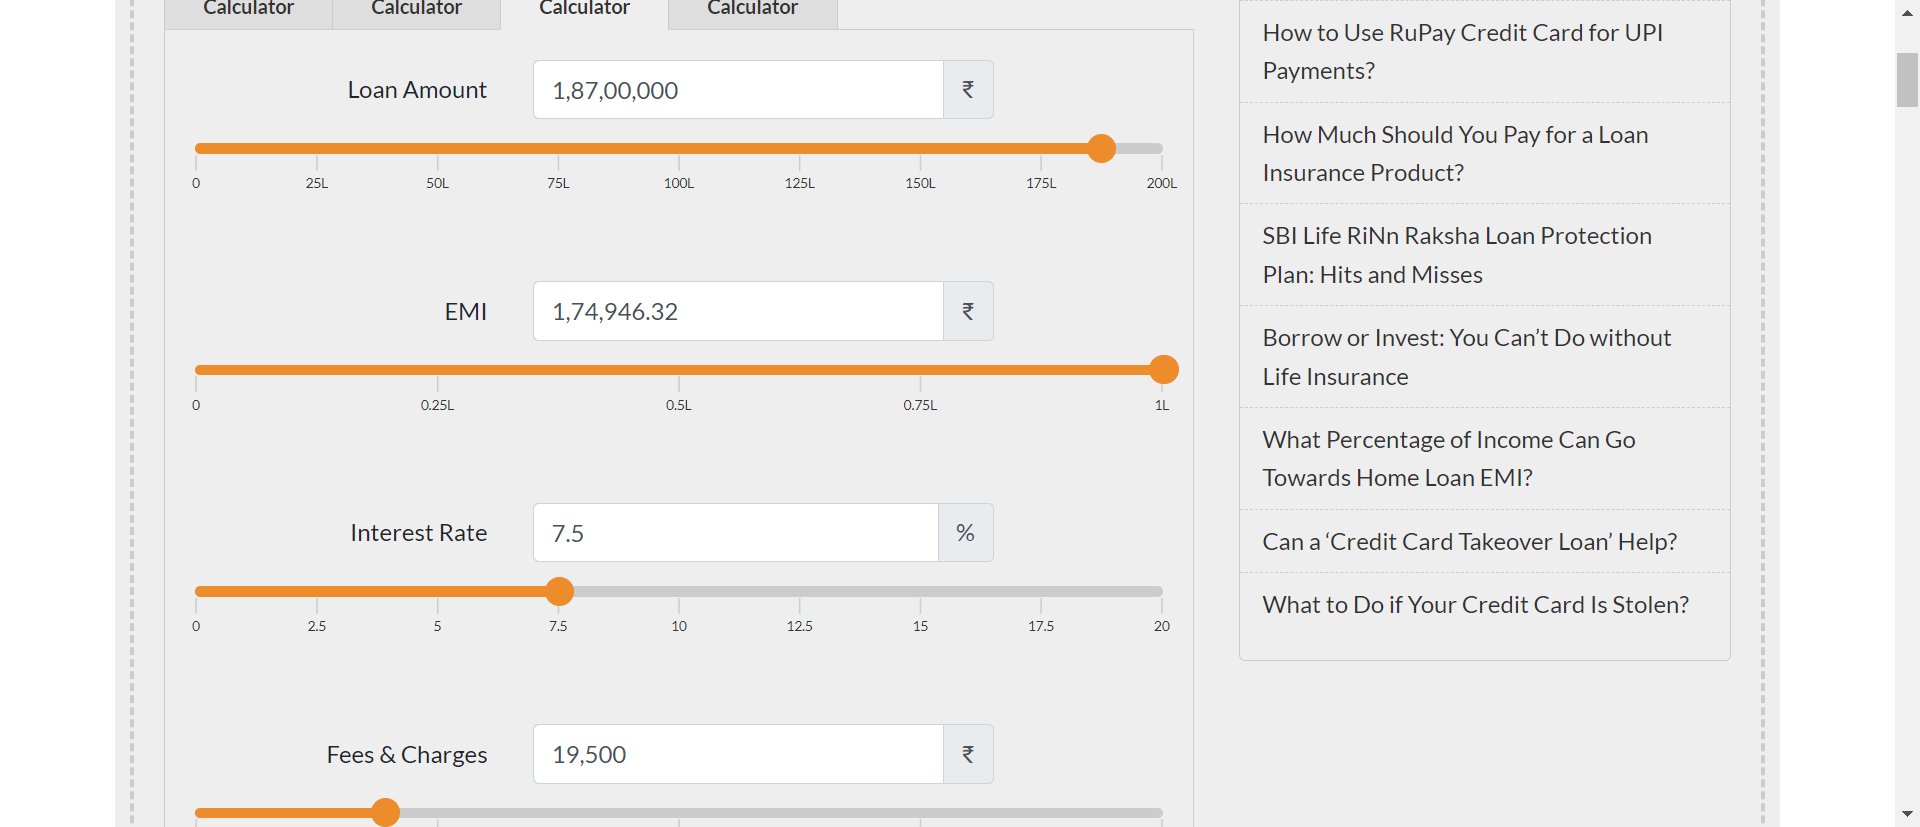 Calculator Calculator Calculator Calculator
Loan Amount 1,87,00,000 ₹
0 25L 50L 75L 100L 125L 150L 175L 200L
EMI 1,74,946.32 ₹
0 0.25L 0.5L 0.75L 1L
Interest Rate 7.5 %
0 2.5 5 7.5 10 12.5 15 17.5 20
Fees & Charges 19,500 ₹
How to Use RuPay Credit Card for UPI
Payments?
How Much Should You Pay for a Loan
Insurance Product?
SBI Life RiNn Raksha Loan Protection
Plan: Hits and Misses
Borrow or Invest: You Can’t Do without
Life Insurance
What Percentage of Income Can Go
Towards Home Loan EMI?
Can a ‘Credit Card Takeover Loan’ Help?
What to Do if Your Credit Card Is Stolen?